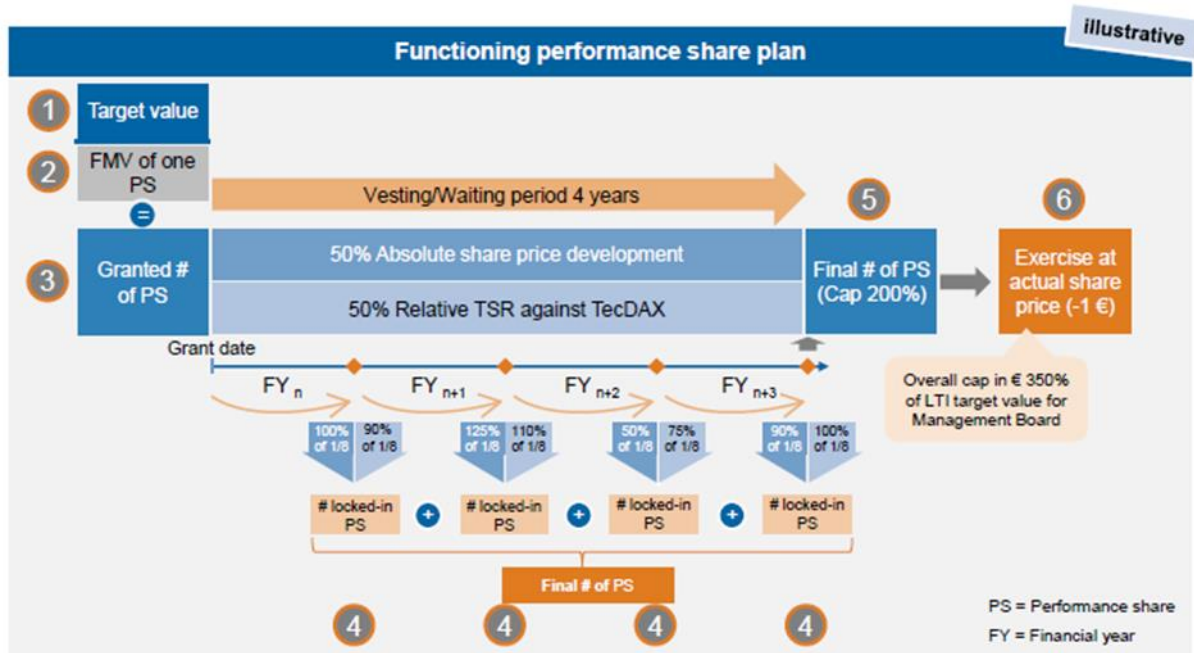 illustrative
Functioning performance share plan
1
Target value
2
FMV of one
PS
=
Vesting/Waiting period 4 years
5
6
3
Granted #
of PS
50% Absolute share price development
50% Relative TSR against TecDAX
Final # of PS
(Cap 200%)
Exercise at
actual share
price (-1 €)
Grant date
FY n
FY n+1
FY n+2
FY n+3
Overall cap in € 350%
of LTI target value for
Management Board
100%
of 1/8
90%
of 1/8
125%
of 1/8
110%
of 1/8
50%
of 1/8
75%
of 1/8
90%
of 1/8
100%
of 1/8
# locked-in
PS
+
# locked-in
PS
+
# locked-in
PS
+
# locked-in
PS
Final # of PS
4
4
4
4
PS = Performance share
FY = Financial year